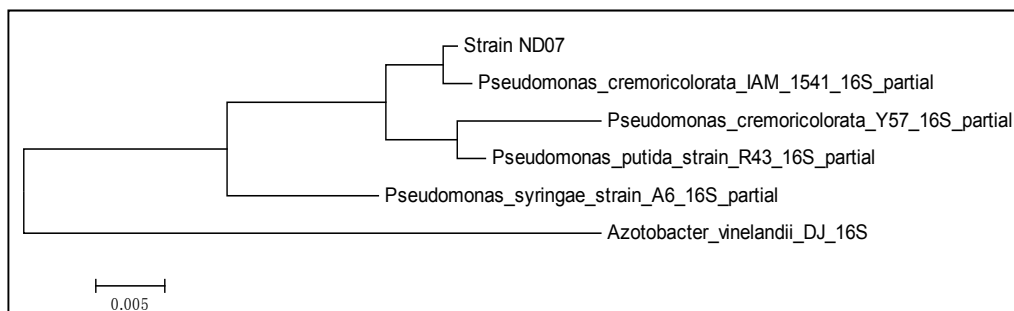 Strain ND07
Pseudomonas_cremoricolorata_IAM_1541_16S_partial
Pseudomonas_cremoricolorata_Y57_16S_partial
Pseudomonas_putida_strain_R43_16S_partial
Pseudomonas_syringae_strain_A6_16S_partial
Azotobacter_vinelandii_DJ_16S
0.005